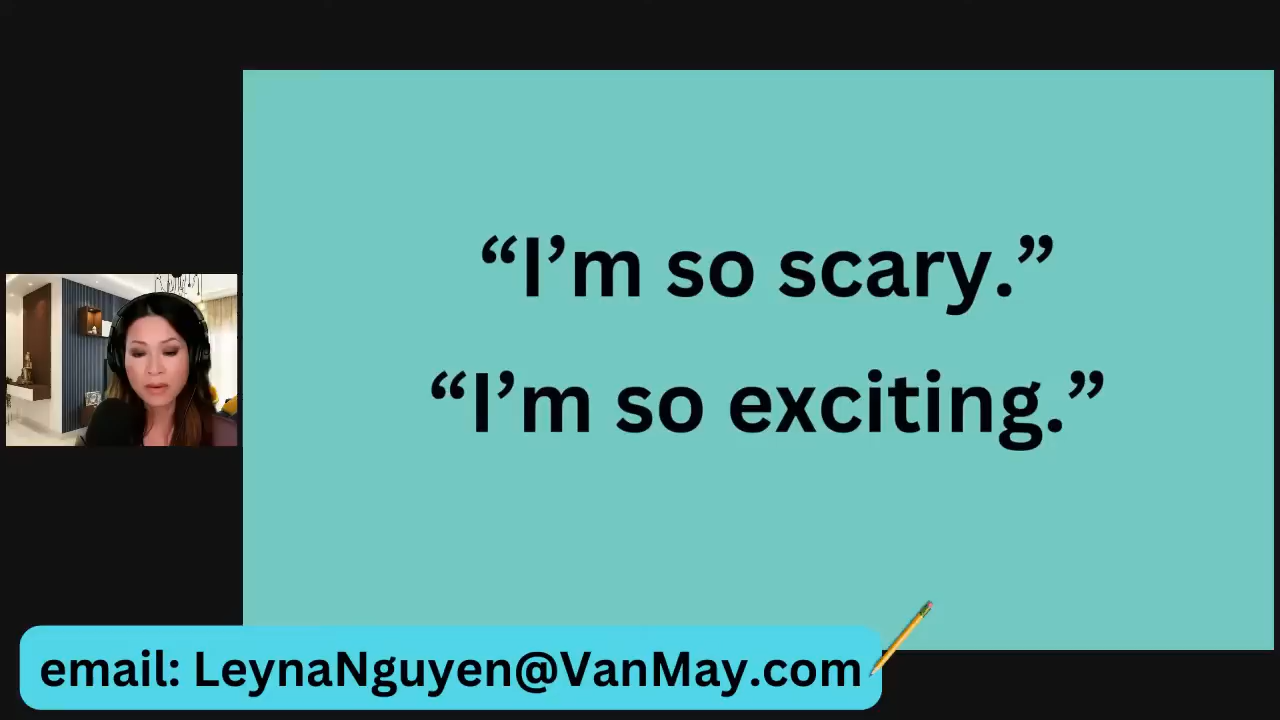 “I’m so scary.”
“I’m so exciting.”
email: LeynaNguyen@VanMay.com